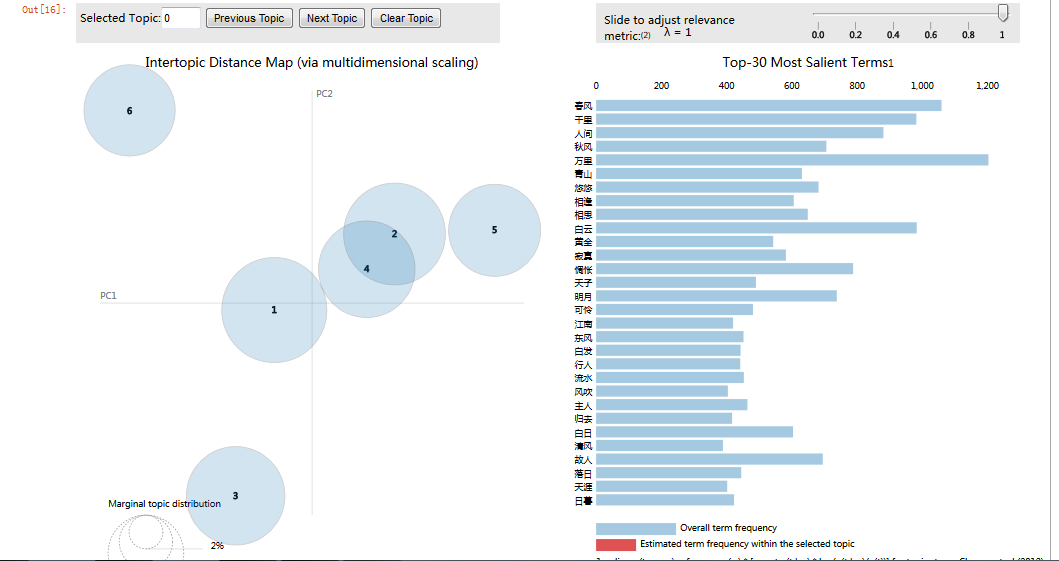 Out[16]:
Selected Topic: 0 Previous Topic Next Topic Clear Topic
Slide to adjust relevance
metric:(2) λ = 1
0.0 0.2 0.4 0.6 0.8 1
Intertopic Distance Map (via multidimensional scaling)
PC2
PC1
6
2
5
4
1
3
Marginal topic distribution
2%
Top-30 Most Salient Terms1
0 200 400 600 800 1,000 1,200
春风
千里
人间
秋风
万里
青山
悠悠
相逢
相思
白云
黄金
寂寞
惆怅
天子
明月
可怜
江南
东风
白发
行人
流水
风吹
主人
归去
白日
清风
故人
落日
天涯
日暮
Overall term frequency
Estimated term frequency within the selected topic